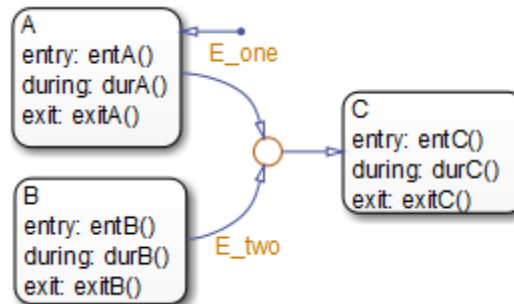 A
entry: entA()
during: durA()
exit: exitA()
E_one
C
entry: entC()
during: durC()
exit: exitC()
B
entry: entB()
during: durB()
exit: exitB()
E_two